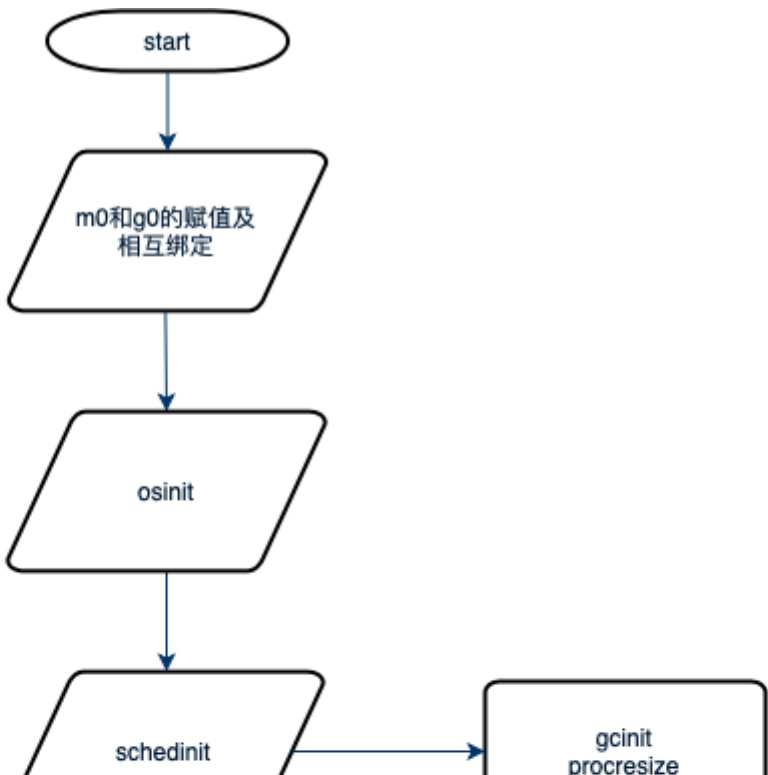 start
m0和g0的赋值及
相互绑定
osinit
schedinit
gcinit
procresize